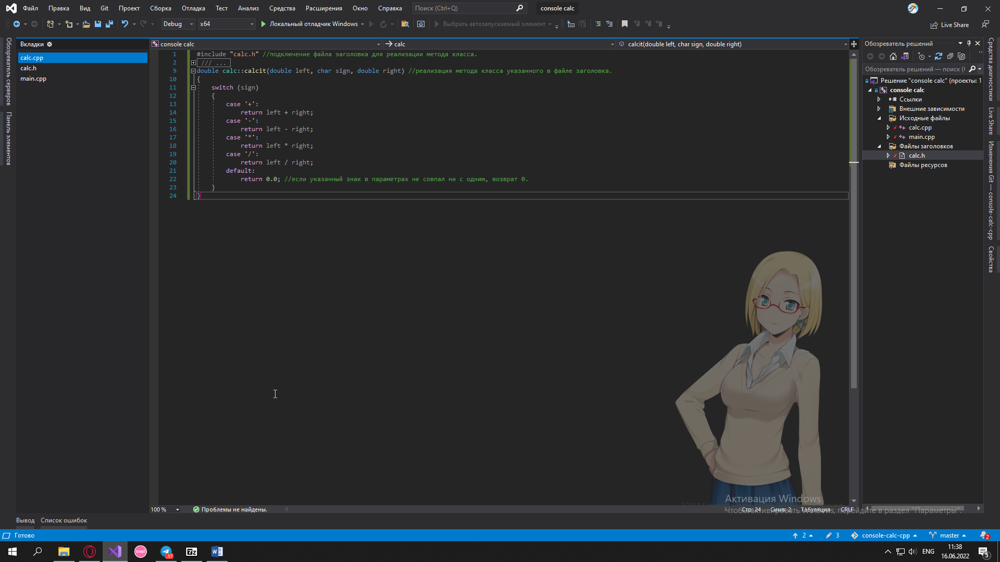 Файл Правка Вид Git Проект Сборка Отладка Тест Анализ Средства Расширения Окно Справка Поиск (Ctrl+Q) console calc
Debug x64 Локальный отладчик Windows Выбрать автозапускаемый элемент Live Share
Обозреватель серверов
Панель элементов
Вкладки
calc.cpp
calc.h
main.cpp
console calc calc calcit(double left, char sign, double right)
1 #include "calc.h" //подключение файла заголовка для реализации метода класса.
2 /// ...
9 double calc::calcit(double left, char sign, double right) //реализация метода класса указанного в файле заголовка.
10 {
11 switch (sign)
12 {
13 case '+':
14 return left + right;
15 case '-':
16 return left - right;
17 case '*':
18 return left * right;
19 case '/':
20 return left / right;
21 default:
22 return 0.0; //если указанный знак в параметрах не совпал ни с одним, возврат 0.
23 }
24 }
Обозреватель решений
Обозреватель решений — поиск (
Решение "console calc" (проекты: 1
console calc
Ссылки
Внешние зависимости
Исходные файлы
calc.cpp
main.cpp
Файлы заголовков
calc.h
Файлы ресурсов
Средства диагностики
Live Share
Изменения Git — console-calc-cpp
Свойства
Активация Windows
Чтобы активировать Windows, перейдите в раздел "Параметры".
100 % Проблемы не найдены. Стр: 24 Симв: 2 Табуляция CRLF
Вывод Список ошибок
Готово 2 3 console-calc-cpp master 2
osu! 57 7z W ENG 11:38
16.06.2022 5